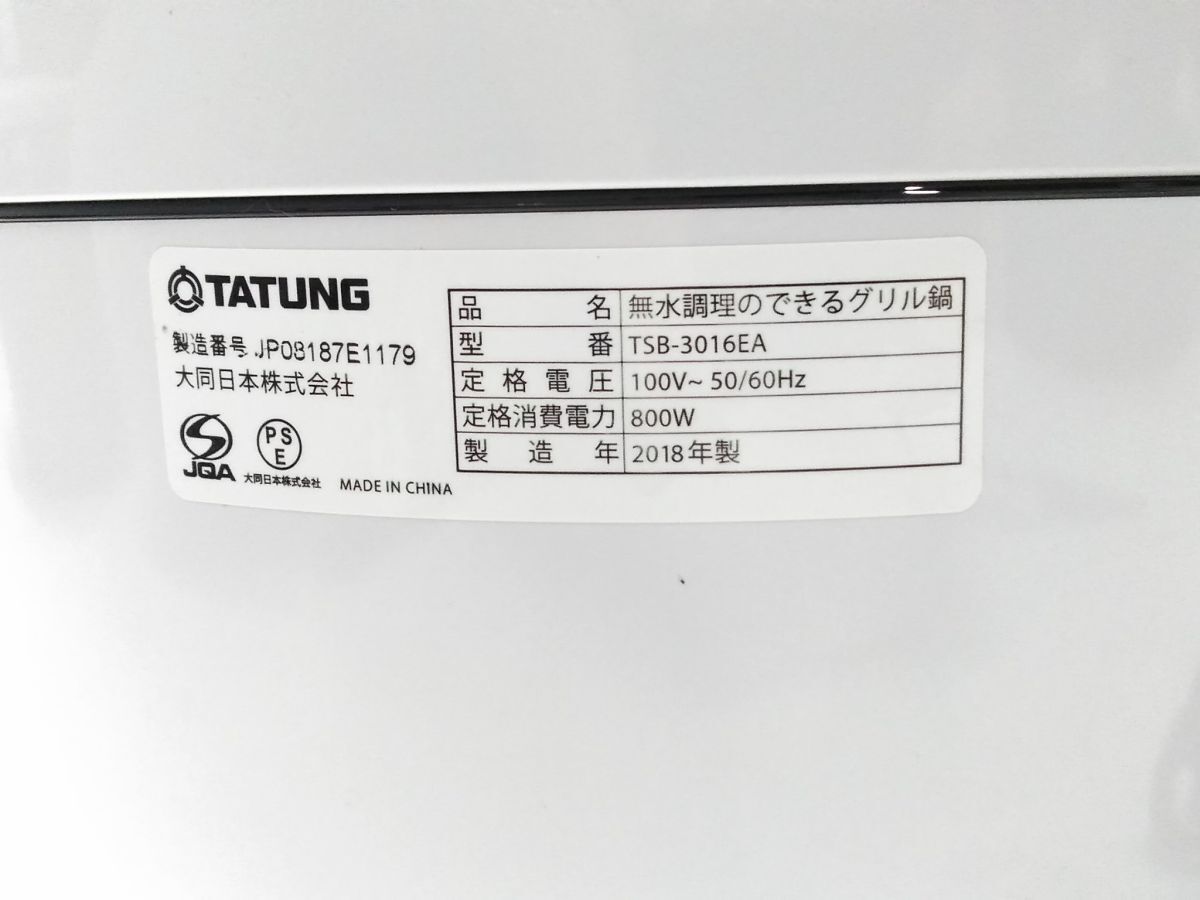 TATUNG
製造番号 JP08187E1179
大同日本株式会社
JQA
PS
E
大同日本株式会社
MADE IN CHINA
品名 無水調理のできるグリル鍋
型番 TSB-3016EA
定格電圧 100V~ 50/60Hz
定格消費電力 800W
製造年 2018年製